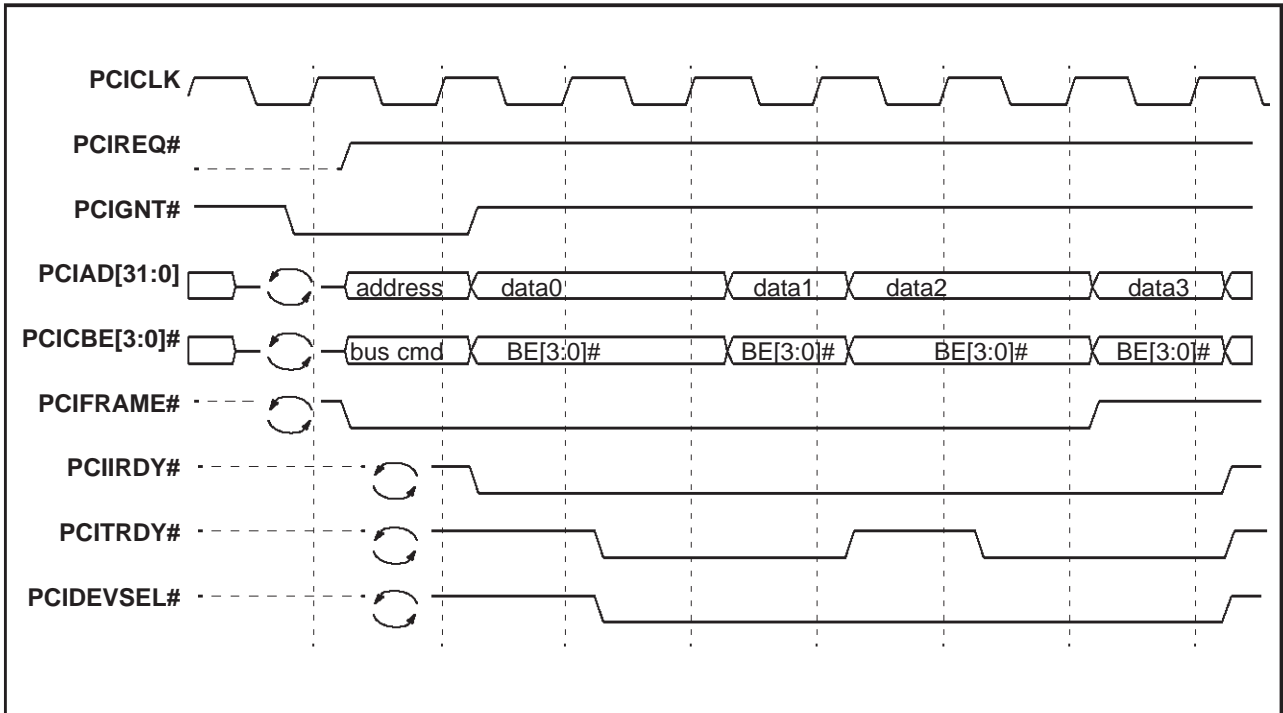 PCICLK
PCIREQ#
PCIGNT#
PCIAD[31:0] address data0 data1 data2 data3
PCICBE[3:0]# bus cmd BE[3:0]# BE[3:0]# BE[3:0]# BE[3:0]#
PCIFRAME#
PCIIRDY#
PCITRDY#
PCIDEVSEL#